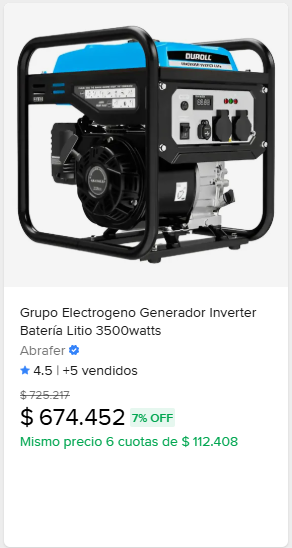 DUROLL
Grupo Electrogeno Generador Inverter
Batería Litio 3500watts
Abrafer
4.5 | +5 vendidos
$ 725.217
$ 674.452 7% OFF
Mismo precio 6 cuotas de $ 112.408